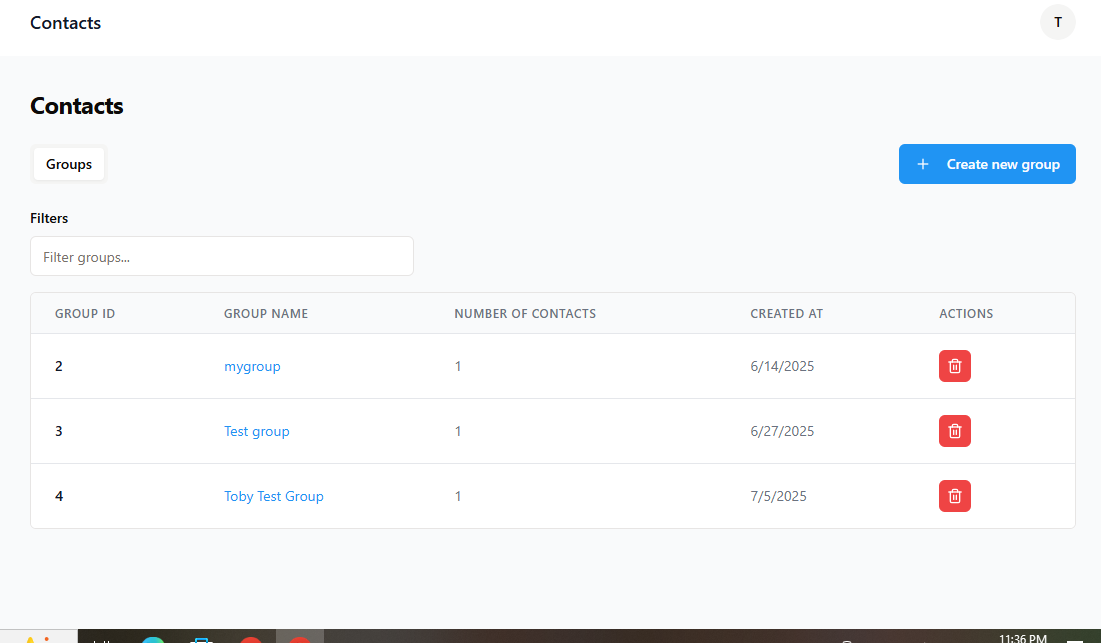 Contacts
T
Contacts
Groups
Create new group
Filters
Filter groups...
GROUP ID GROUP NAME NUMBER OF CONTACTS CREATED AT ACTIONS
2 mygroup 1 6/14/2025
3 Test group 1 6/27/2025
4 Toby Test Group 1 7/5/2025
11:36 PM